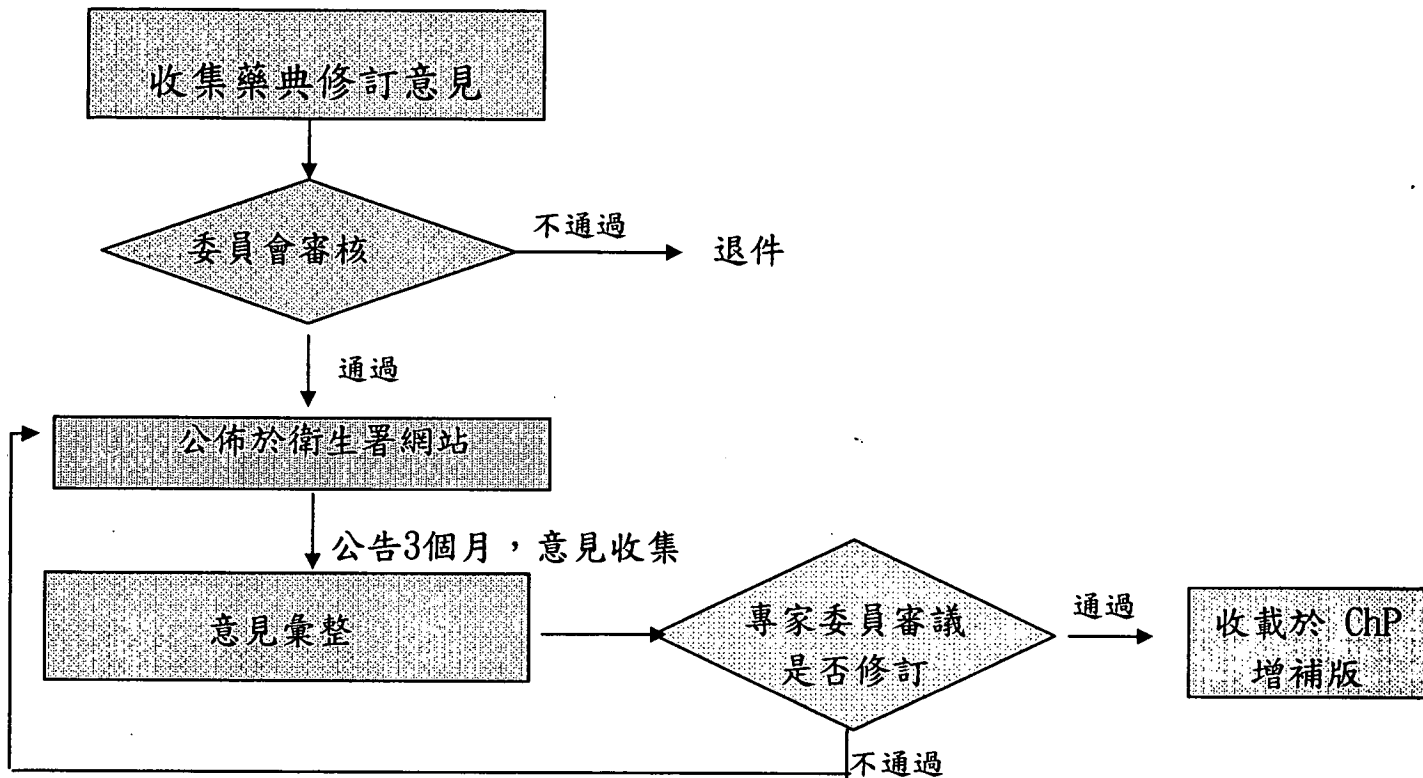 收集藥典修訂意見
委員會審核
不通過
退件
通過
公佈於衛生署網站
公告3個月，意見收集
意見彙整
專家委員審議
是否修訂
通過
收載於 ChP
增補版
不通過